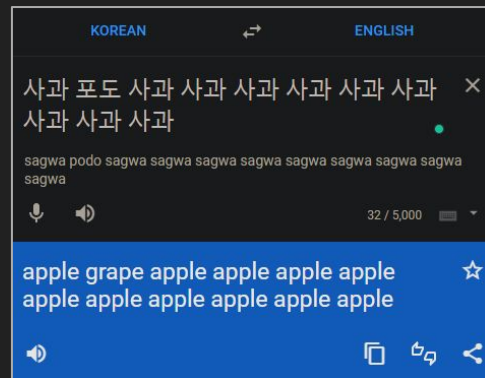 KOREAN ENGLISH
사과 포도 사과 사과 사과 사과 사과 사과
사과 사과 사과
sagwa podo sagwa sagwa sagwa sagwa sagwa sagwa sagwa sagwa
sagwa
32 / 5,000
apple grape apple apple apple apple
apple apple apple apple apple apple